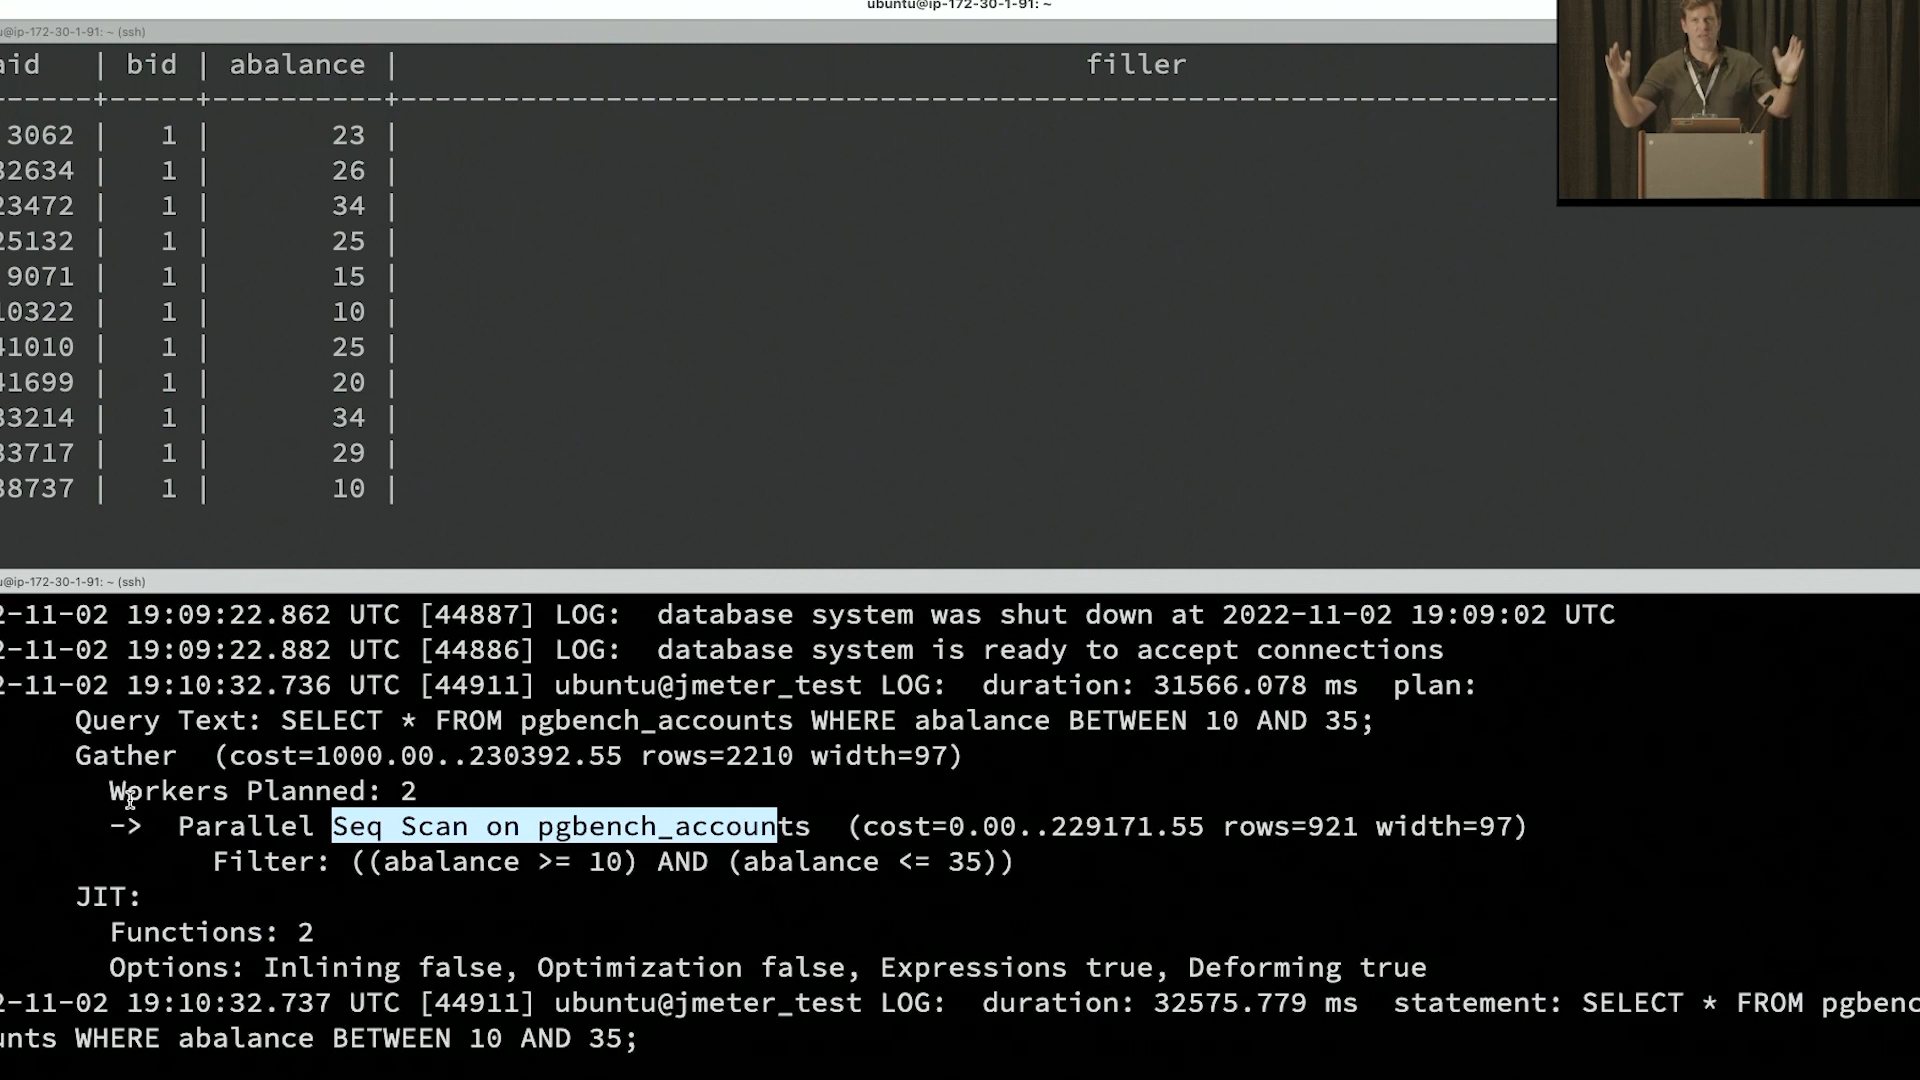 ubuntu@ip-172-30-1-91: ~
u@ip-172-30-1-91: ~ (ssh)
aid | bid | abalance | filler
------+-----+----------+------------------------------------------------------------------
3062 | 1 | 23 |
32634 | 1 | 26 |
23472 | 1 | 34 |
25132 | 1 | 25 |
9071 | 1 | 15 |
10322 | 1 | 10 |
41010 | 1 | 25 |
41699 | 1 | 20 |
33214 | 1 | 34 |
33717 | 1 | 29 |
38737 | 1 | 10 |
u@ip-172-30-1-91: ~ (ssh)
2-11-02 19:09:22.862 UTC [44887] LOG:  database system was shut down at 2022-11-02 19:09:02 UTC
2-11-02 19:09:22.882 UTC [44886] LOG:  database system is ready to accept connections
2-11-02 19:10:32.736 UTC [44911] ubuntu@jmeter_test LOG:  duration: 31566.078 ms  plan:
Query Text: SELECT * FROM pgbench_accounts WHERE abalance BETWEEN 10 AND 35;
Gather  (cost=1000.00..230392.55 rows=2210 width=97)
Workers Planned: 2
->  Parallel Seq Scan on pgbench_accounts  (cost=0.00..229171.55 rows=921 width=97)
Filter: ((abalance >= 10) AND (abalance <= 35))
JIT:
Functions: 2
Options: Inlining false, Optimization false, Expressions true, Deforming true
2-11-02 19:10:32.737 UTC [44911] ubuntu@jmeter_test LOG:  duration: 32575.779 ms  statement: SELECT * FROM pgbenc
unts WHERE abalance BETWEEN 10 AND 35;